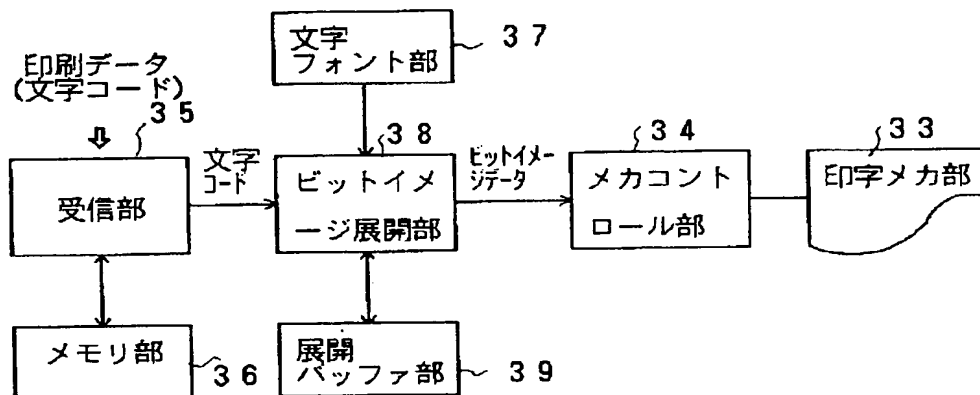 文字
フォント部
37
印刷データ
(文字コード)
35
受信部
文字
コード
38
ビットイメ
ージ展開部
ビットイメー
ジデータ
34
メカコント
ロール部
33
印字メカ部
メモリ部
36
展開
バッファ部
39